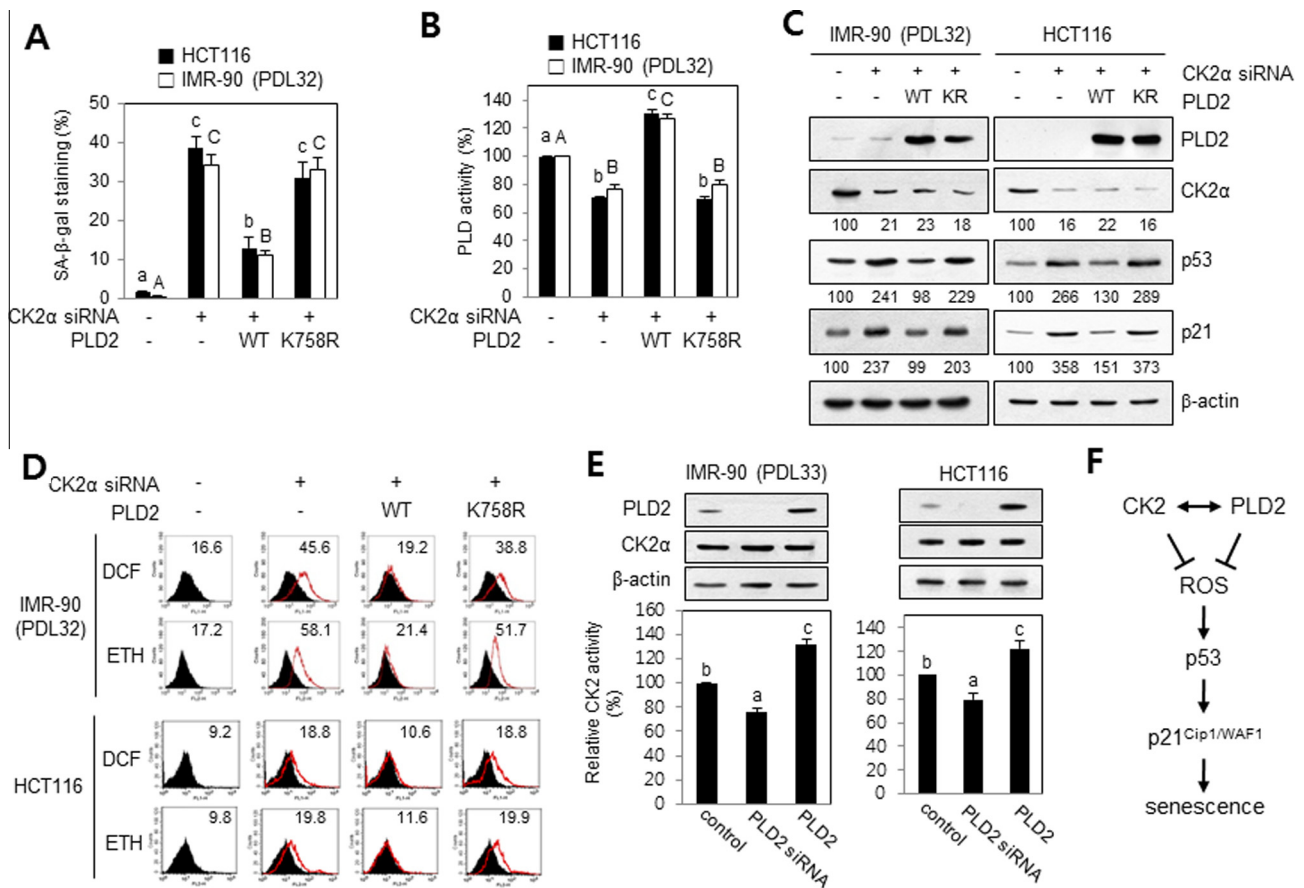 A
HCT116
IMR-90 (PDL32)
SA-β-gal staining (%)
50
40
30
20
10
0
a A
c C
b B
c C
CK2α siRNA - + + +
PLD2 - - WT K758R
B
HCT116
IMR-90 (PDL32)
PLD activity (%)
140
120
100
80
60
40
20
0
a A
b B
c C
b B
CK2α siRNA - + + +
PLD2 - - WT K758R
C
IMR-90 (PDL32) HCT116
- + + + - + + + CK2α siRNA
- - WT KR - - WT KR PLD2
PLD2
CK2α
100 21 23 18 100 16 22 16
p53
100 241 98 229 100 266 130 289
p21
100 237 99 203 100 358 151 373
β-actin
D
CK2α siRNA - + + +
PLD2 - - WT K758R
IMR-90
(PDL32)
DCF 16.6 45.6 19.2 38.8
ETH 17.2 58.1 21.4 51.7
HCT116
DCF 9.2 18.8 10.6 18.8
ETH 9.8 19.8 11.6 19.9
E
IMR-90 (PDL33) HCT116
PLD2
CK2α
β-actin
Relative CK2 activity
(%)
160
140
120
100
80
60
40
20
0
b a c
control PLD2 siRNA PLD2
120
100
80
60
40
20
0
b a c
control PLD2 siRNA PLD2
F
CK2 PLD2
ROS
p53
p21Cip1/WAF1
senescence